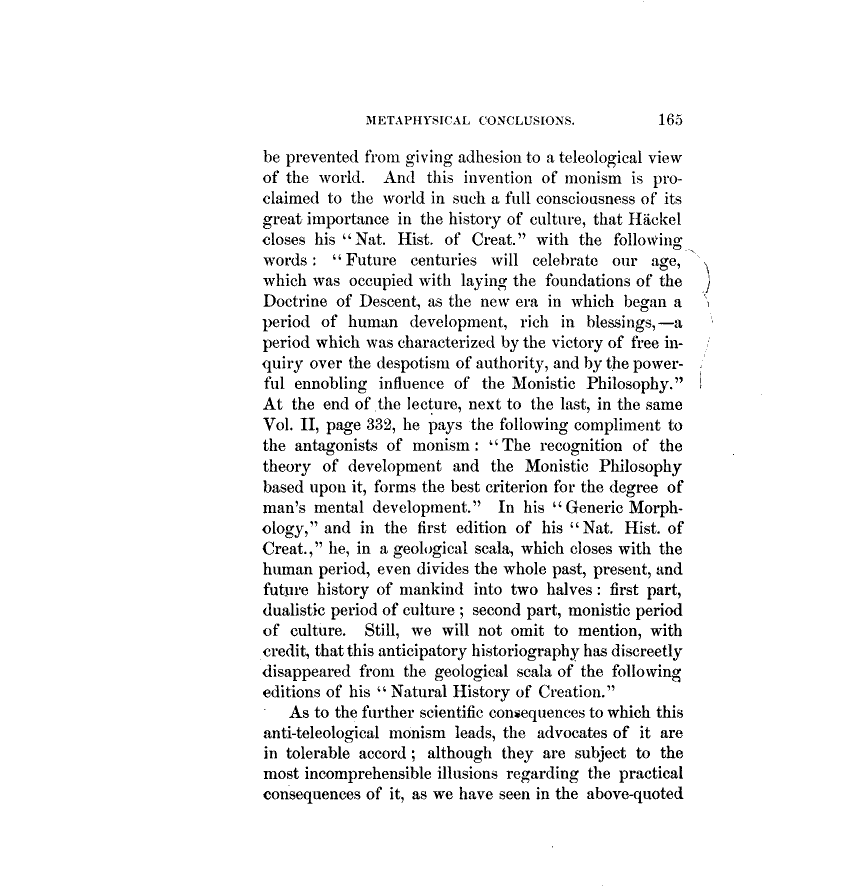 METAPHYSICAL CONCLUSIONS. 165
be prevented from giving adhesion to a teleological view
of the world. And this invention of monism is pro-
claimed to the world in such a full consciousness of its
great importance in the history of culture, that Häckel
closes his “Nat. Hist. of Creat.” with the following
words: “Future centuries will celebrate our age,
which was occupied with laying the foundations of the
Doctrine of Descent, as the new era in which began a
period of human development, rich in blessings,—a
period which was characterized by the victory of free in-
quiry over the despotism of authority, and by the power-
ful ennobling influence of the Monistic Philosophy.”
At the end of the lecture, next to the last, in the same
Vol. II, page 332, he pays the following compliment to
the antagonists of monism: “The recognition of the
theory of development and the Monistic Philosophy
based upon it, forms the best criterion for the degree of
man's mental development.” In his “Generic Morph-
ology,” and in the first edition of his “Nat. Hist. of
Creat.,” he, in a geological scala, which closes with the
human period, even divides the whole past, present, and
future history of mankind into two halves: first part,
dualistic period of culture; second part, monistic period
of culture. Still, we will not omit to mention, with
credit, that this anticipatory historiography has discreetly
disappeared from the geological scala of the following
editions of his “Natural History of Creation.”
As to the further scientific consequences to which this
anti-teleological monism leads, the advocates of it are
in tolerable accord; although they are subject to the
most incomprehensible illusions regarding the practical
consequences of it, as we have seen in the above-quoted